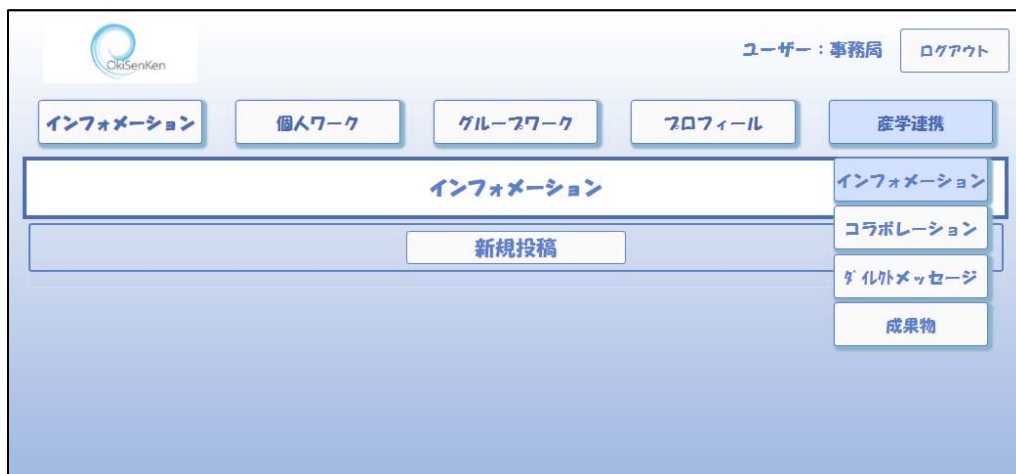 OkiSenKen
ユーザー：事務局 ログアウト
インフォメーション 個人ワーク グループワーク プロフィール 産学連携
インフォメーション
新規投稿
インフォメーション
コラボレーション
ﾀﾞｲﾚｸﾄメッセージ
成果物